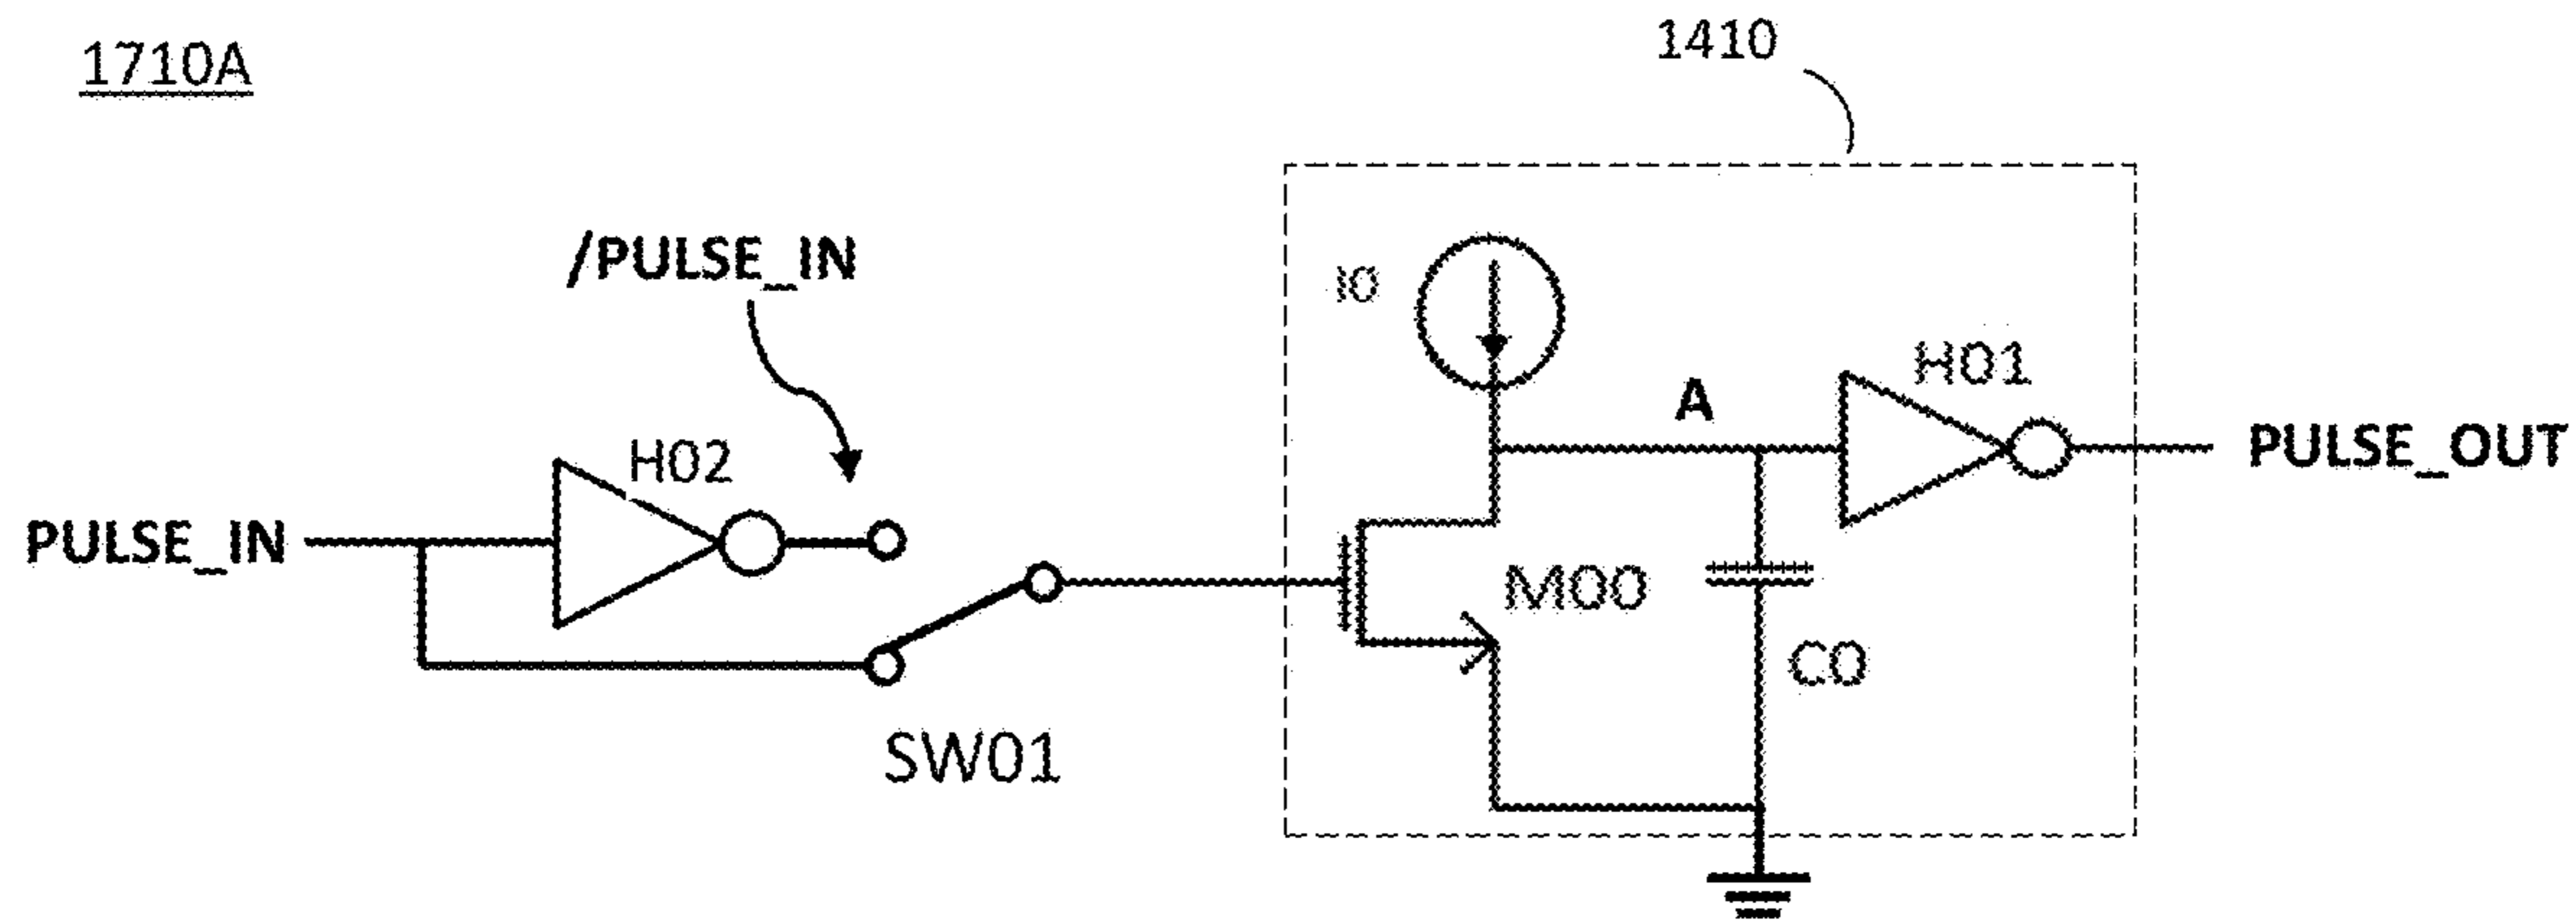 1710A
1410
/PULSE_IN
I0
H01
A
H02
PULSE_OUT
PULSE_IN
M00
C0
SW01